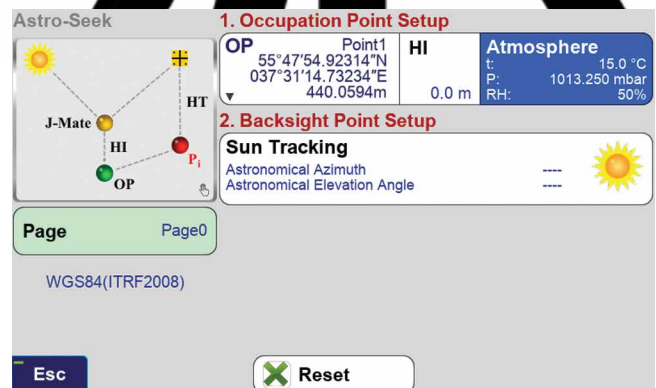 Astro-Seek
J-Mate
HI
OP
HT
Pi
Page Page0
WGS84(ITRF2008)
Esc
1. Occupation Point Setup
OP Point1
55°47'54.92314"N
037°31'14.73234"E
440.0594m
HI
0.0 m
Atmosphere
t: 15.0 °C
P: 1013.250 mbar
RH: 50%
2. Backsight Point Setup
Sun Tracking
Astronomical Azimuth ----
Astronomical Elevation Angle ----
Reset